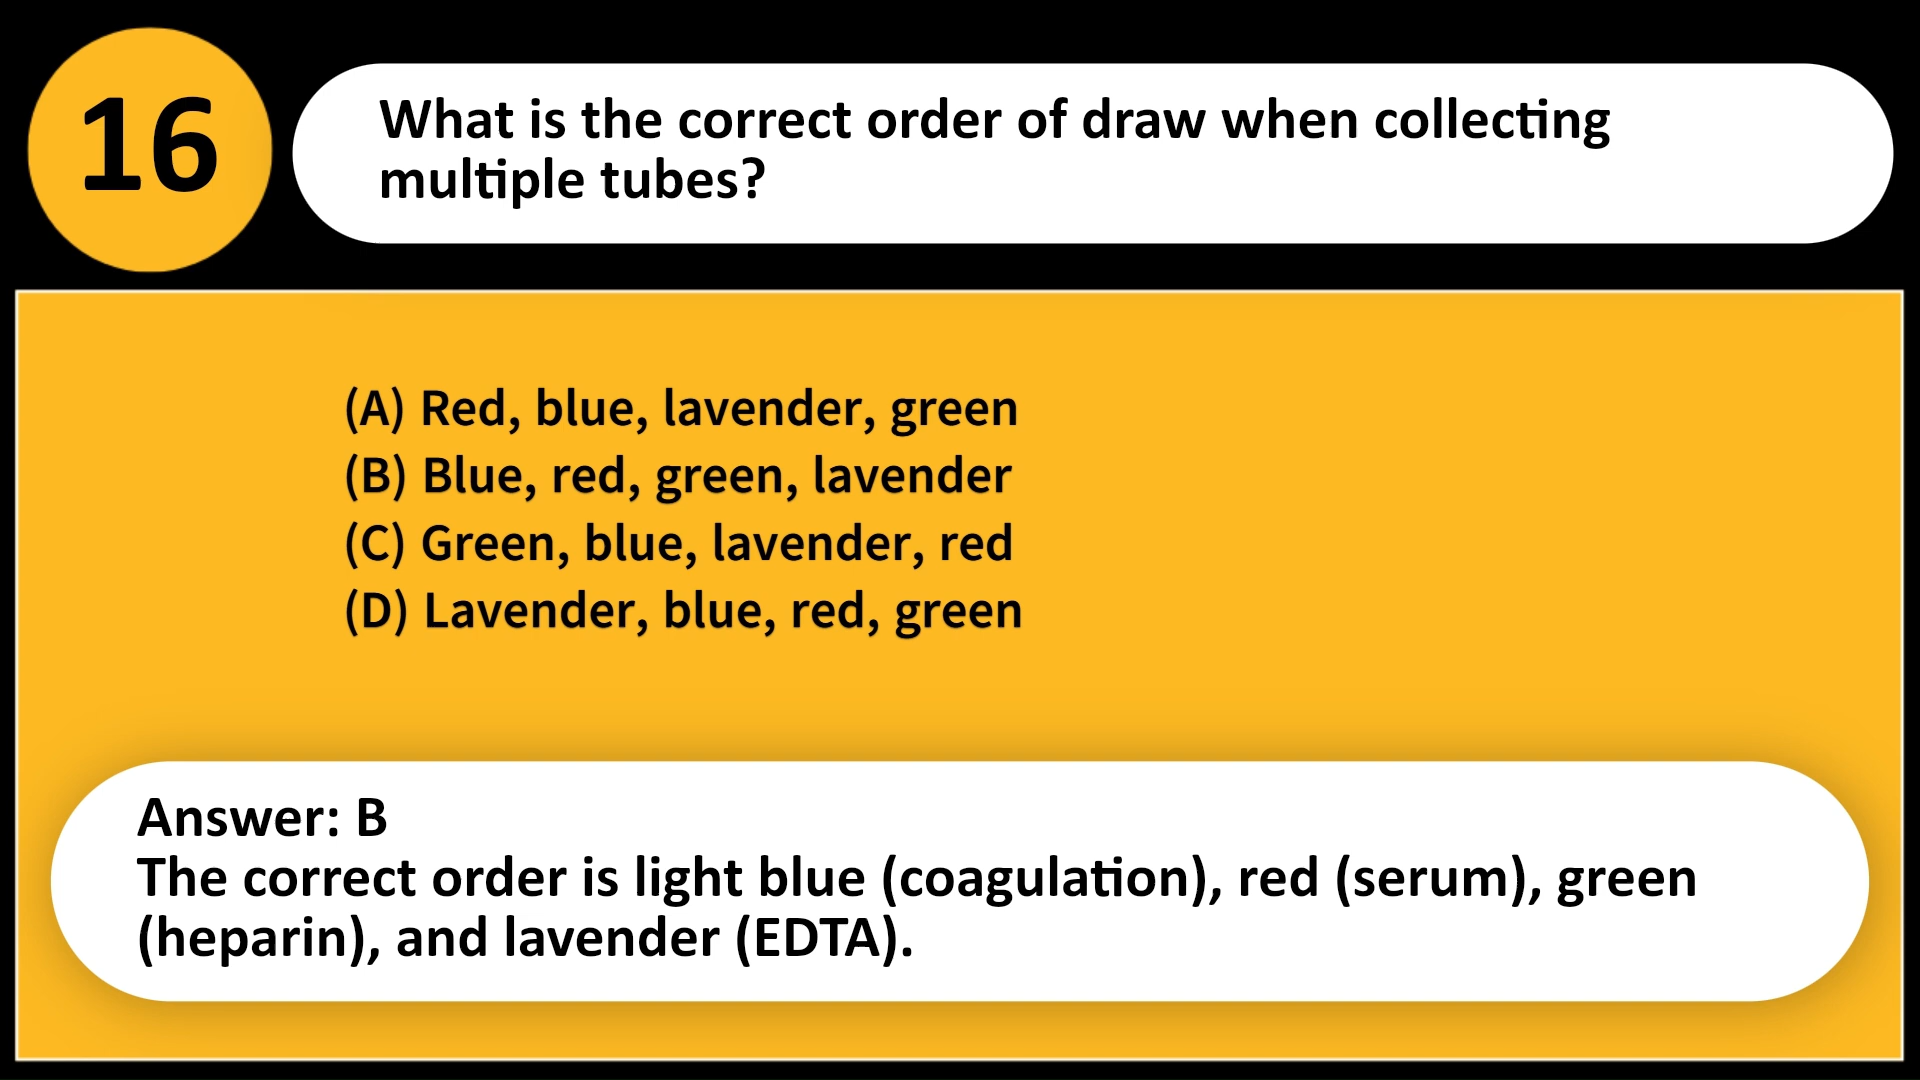 16
What is the correct order of draw when collecting
multiple tubes?
(A) Red, blue, lavender, green
(B) Blue, red, green, lavender
(C) Green, blue, lavender, red
(D) Lavender, blue, red, green
Answer: B
The correct order is light blue (coagulation), red (serum), green
(heparin), and lavender (EDTA).